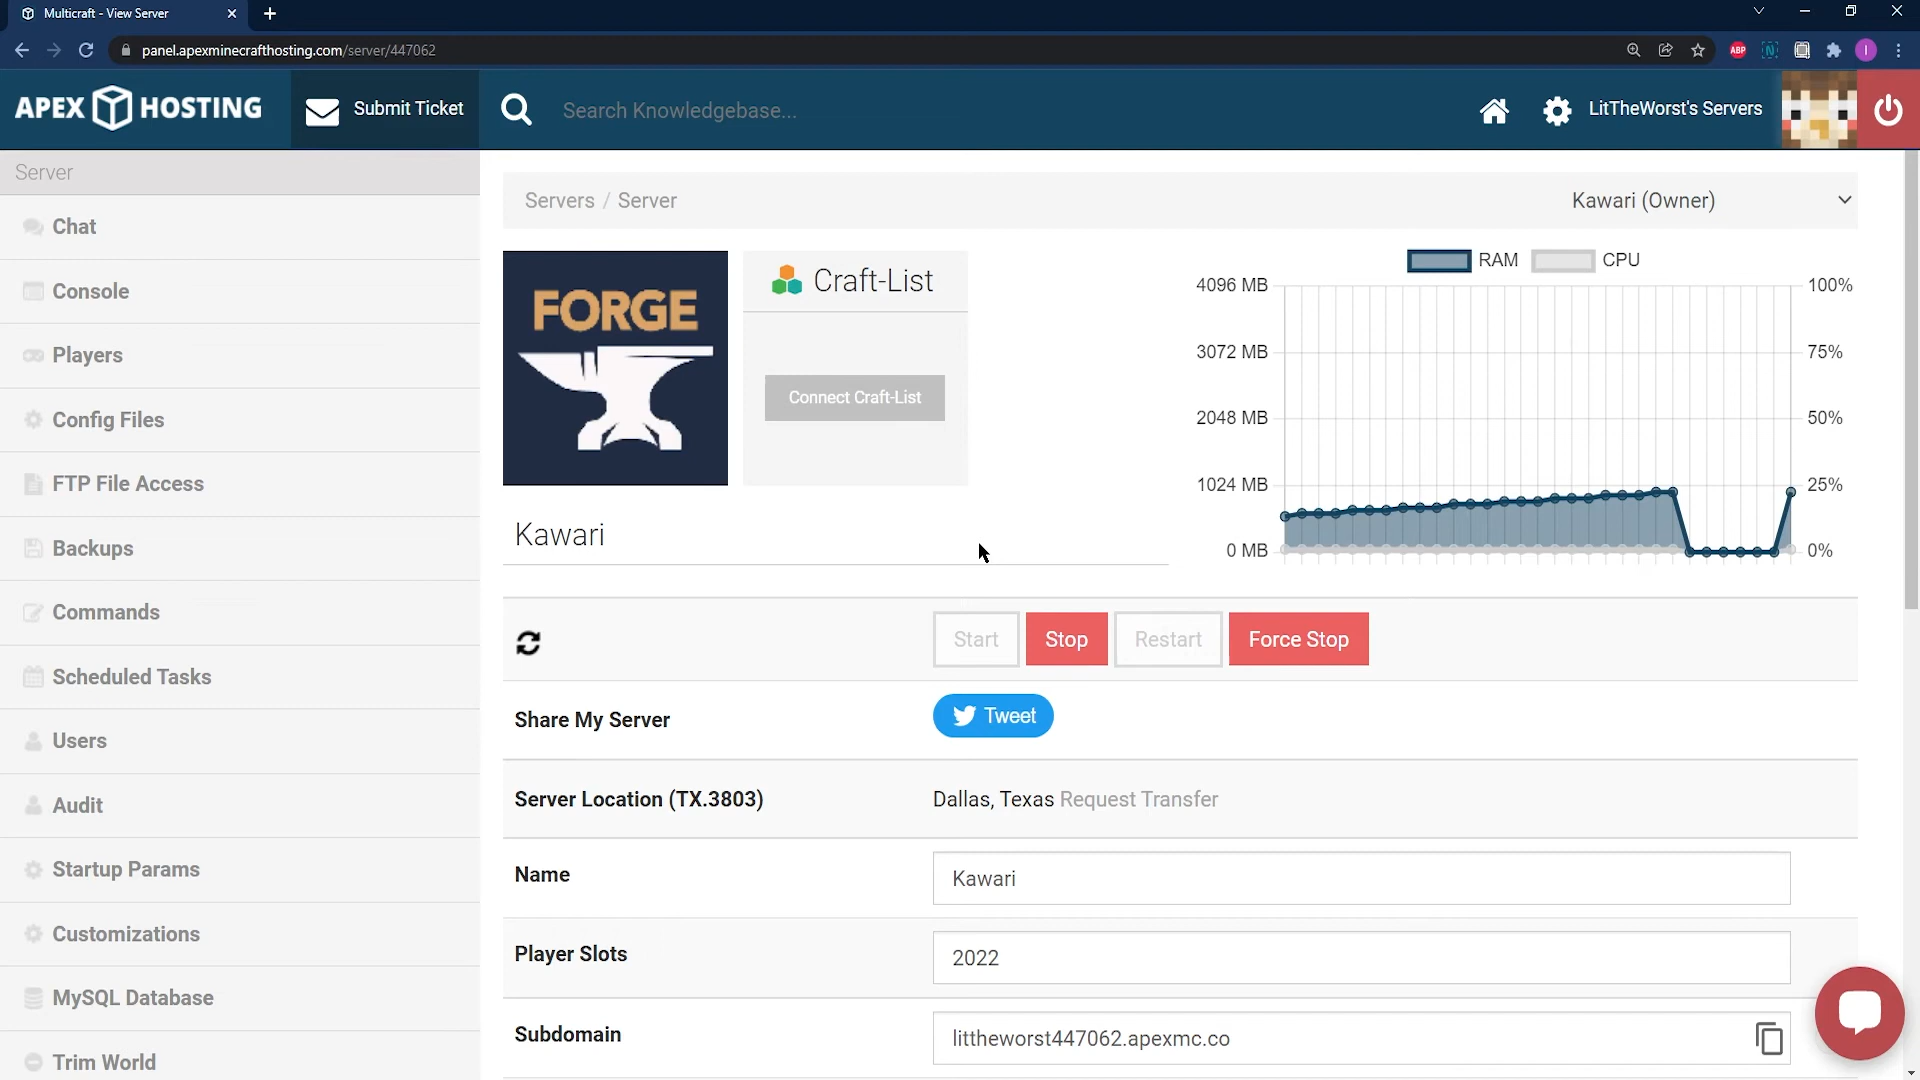 Multicraft - View Server
panel.apexminecrafthosting.com/server/447062
ABP
N
I
APEX HOSTING
Submit Ticket
Search Knowledgebase...
LitTheWorst's Servers
Server
Chat
Console
Players
Config Files
FTP File Access
Backups
Commands
Scheduled Tasks
Users
Audit
Startup Params
Customizations
MySQL Database
Trim World
Servers / Server
Kawari (Owner)
FORGE
Craft-List
Connect Craft-List
RAM CPU
4096 MB 100%
3072 MB 75%
2048 MB 50%
1024 MB 25%
0 MB 0%
Kawari
Start Stop Restart Force Stop
Share My Server Tweet
Server Location (TX.3803) Dallas, Texas Request Transfer
Name Kawari
Player Slots 2022
Subdomain littheworst447062.apexmc.co